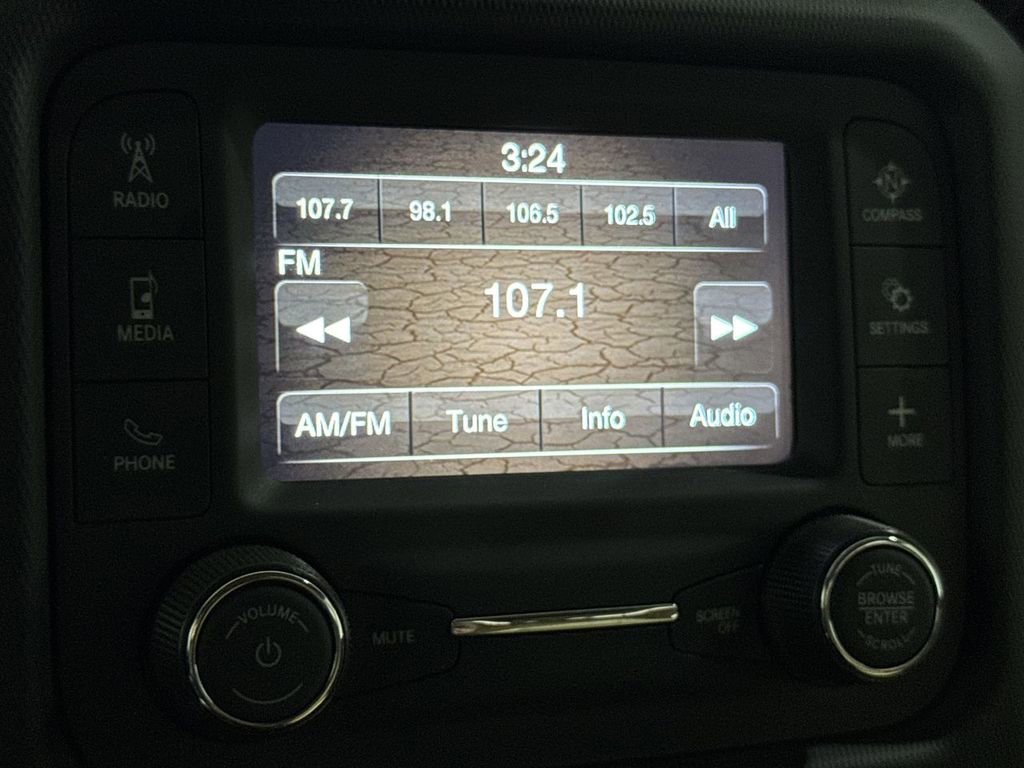 3:24
107.7 98.1 106.5 102.5 All
FM
107.1
AM/FM Tune Info Audio
RADIO
MEDIA
PHONE
N
COMPASS
SETTINGS
MORE
VOLUME
MUTE
SCREEN
OFF
TUNE
BROWSE
ENTER
SCROLL